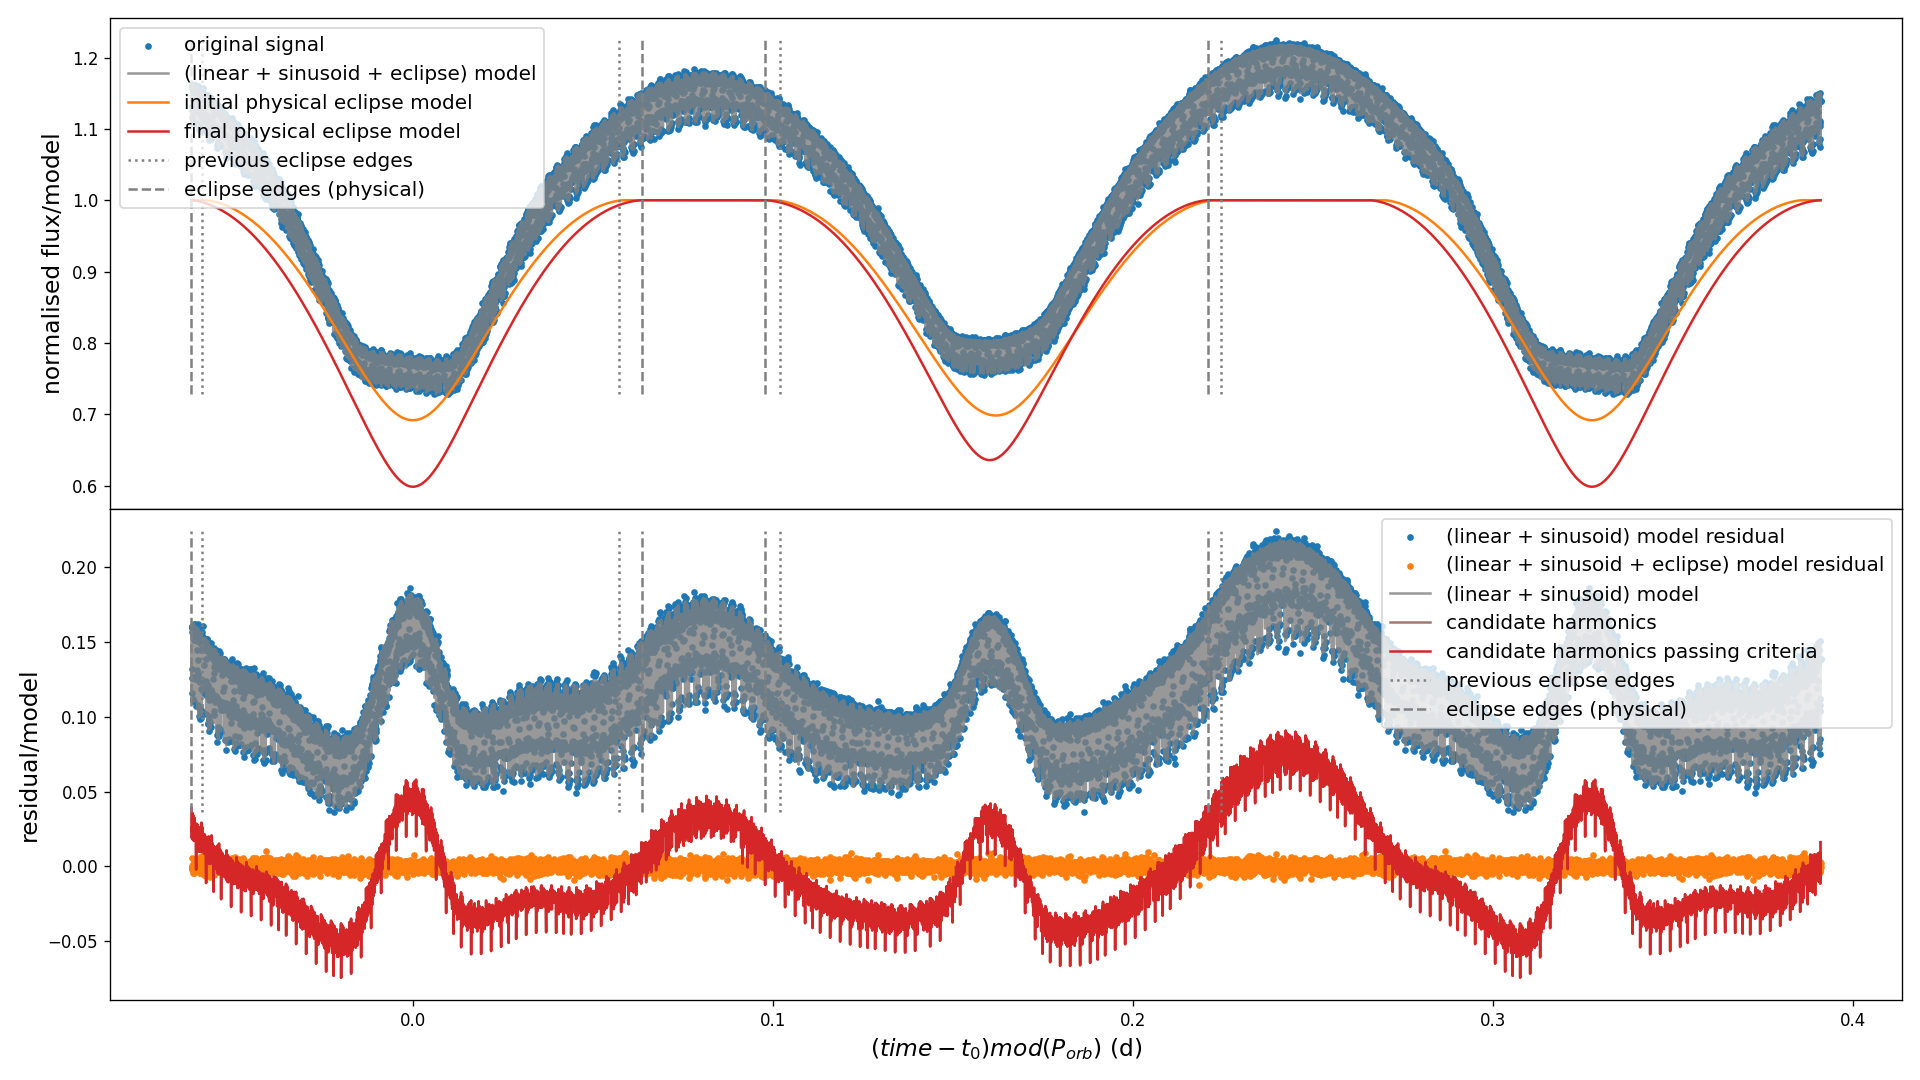 original signal
(linear + sinusoid + eclipse) model
initial physical eclipse model
final physical eclipse model
previous eclipse edges
eclipse edges (physical)
normalised flux/model
1.2
1.1
1.0
0.9
0.8
0.7
0.6
(linear + sinusoid) model residual
(linear + sinusoid + eclipse) model residual
(linear + sinusoid) model
candidate harmonics
candidate harmonics passing criteria
previous eclipse edges
eclipse edges (physical)
residual/model
0.20
0.15
0.10
0.05
0.00
−0.05
0.0 0.1 0.2 0.3 0.4
(time − t₀)mod(Pₒᵣb) (d)